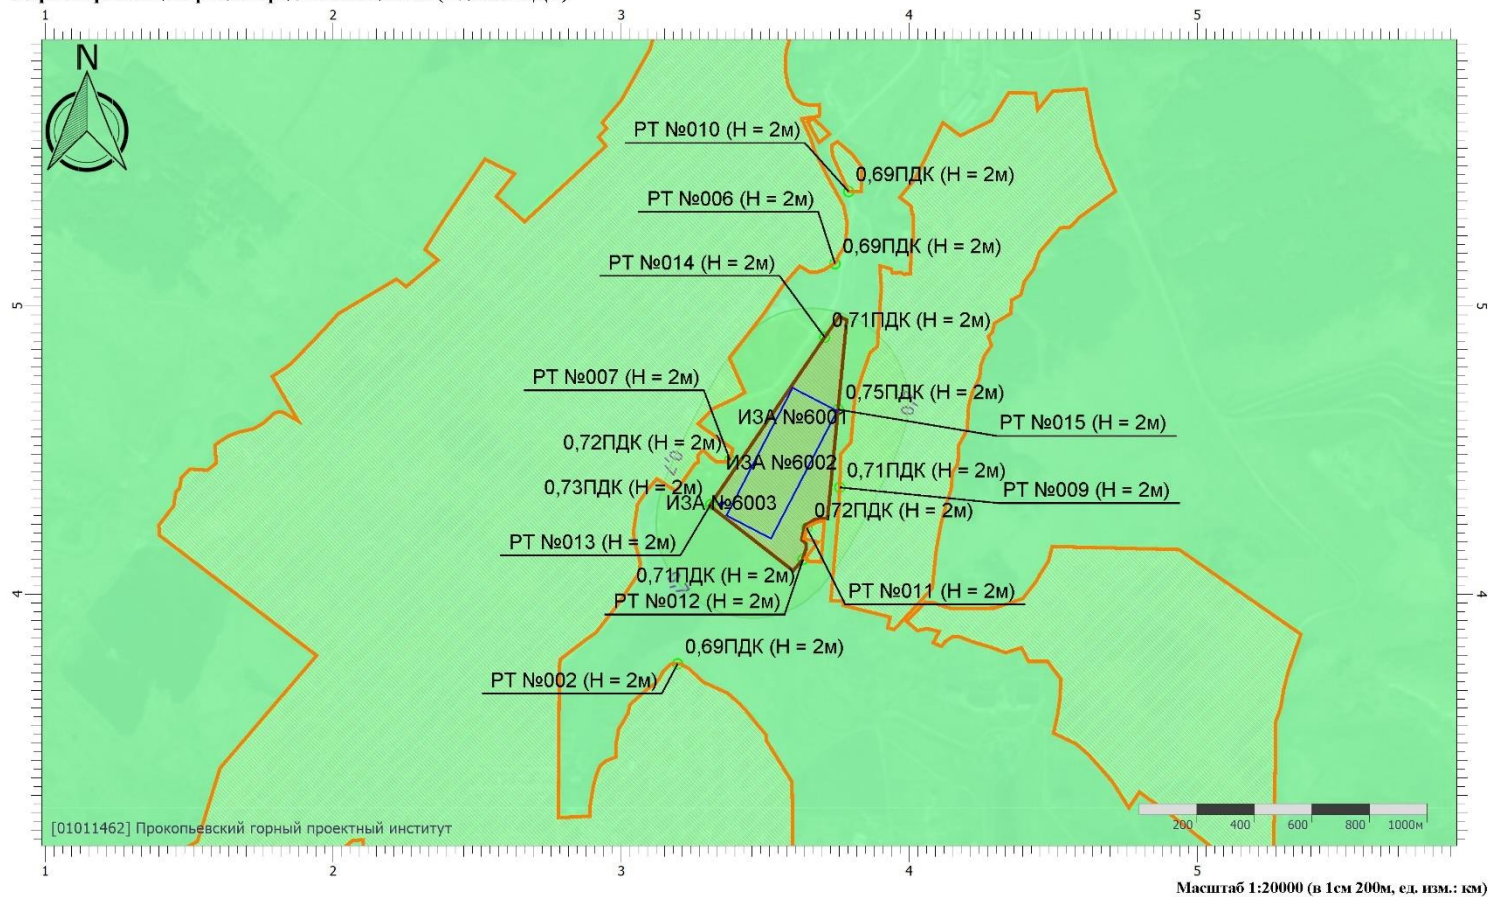 1 2 3 4 5
N
РТ №010 (Н = 2м)
0,69ПДК (Н = 2м)
РТ №006 (Н = 2м)
0,69ПДК (Н = 2м)
РТ №014 (Н = 2м)
5 5
0,71ПДК (Н = 2м)
РТ №007 (Н = 2м)
0,75ПДК (Н = 2м)
ИЗА №6001
РТ №015 (Н = 2м)
0,72ПДК (Н = 2м)
0,7
ИЗА №6002
0,71ПДК (Н = 2м)
0,73ПДК (Н = 2м)
РТ №009 (Н = 2м)
ИЗА №6003
0,72ПДК (Н = 2м)
РТ №013 (Н = 2м)
0,71ПДК (Н = 2м)
0,7
РТ №011 (Н = 2м)
4 4
РТ №012 (Н = 2м)
0,69ПДК (Н = 2м)
РТ №002 (Н = 2м)
[01011462] Прокопьевский горный проектный институт
200 400 600 800 1000м
1 2 3 4 5
Масштаб 1:20000 (в 1см 200м, ед. изм.: км)